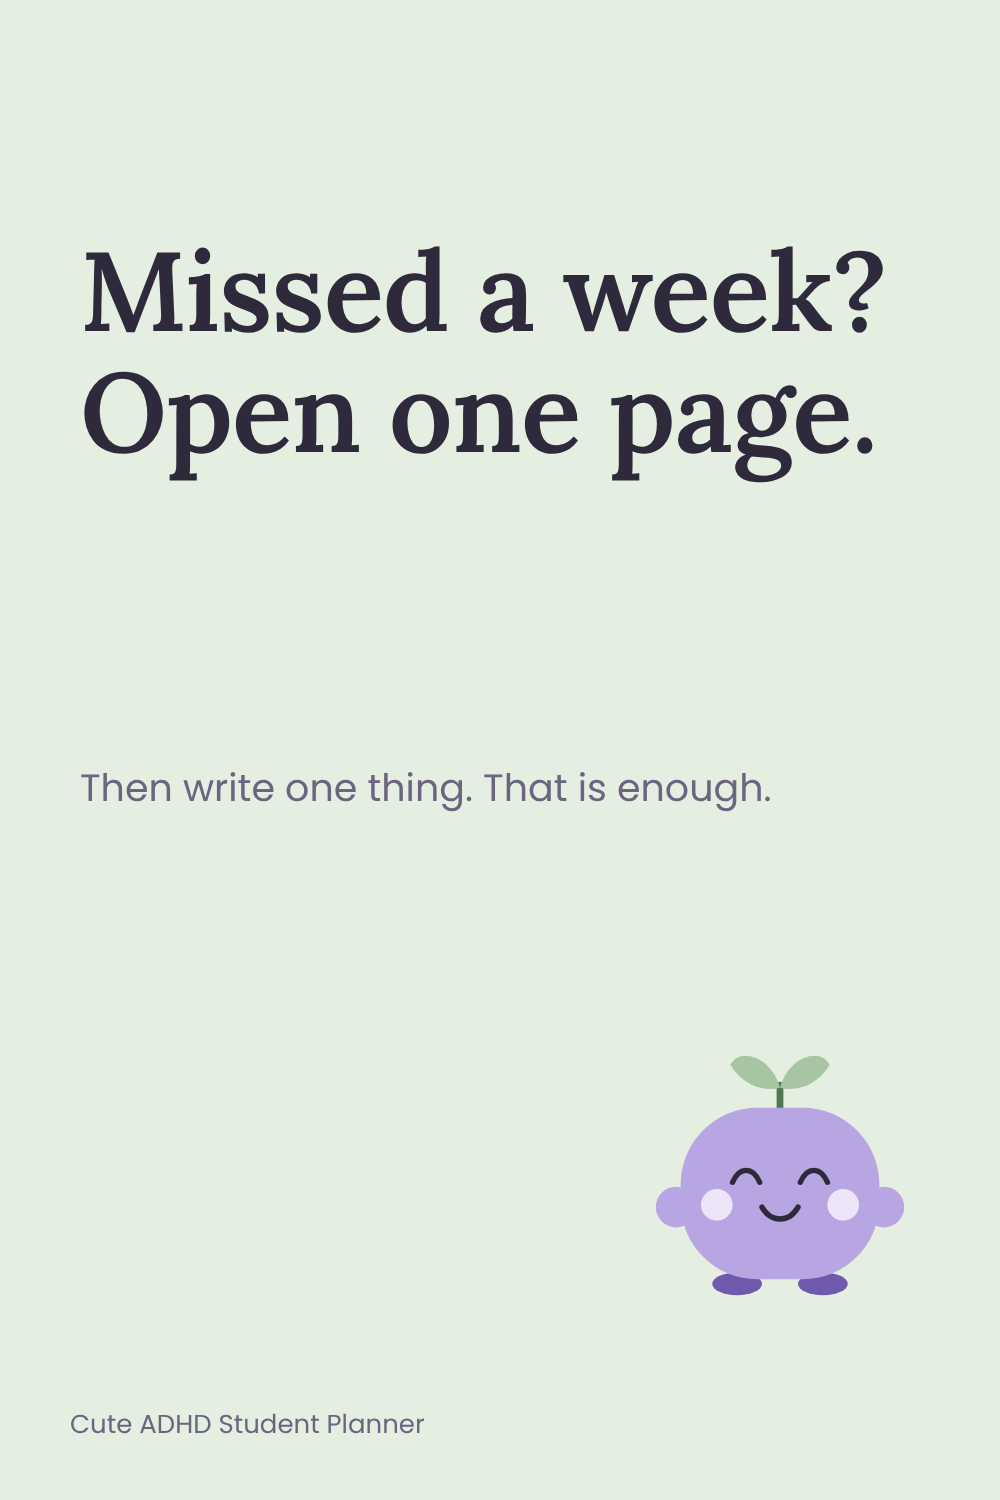 Missed a week?
Open one page.
Then write one thing. That is enough.
Cute ADHD Student Planner